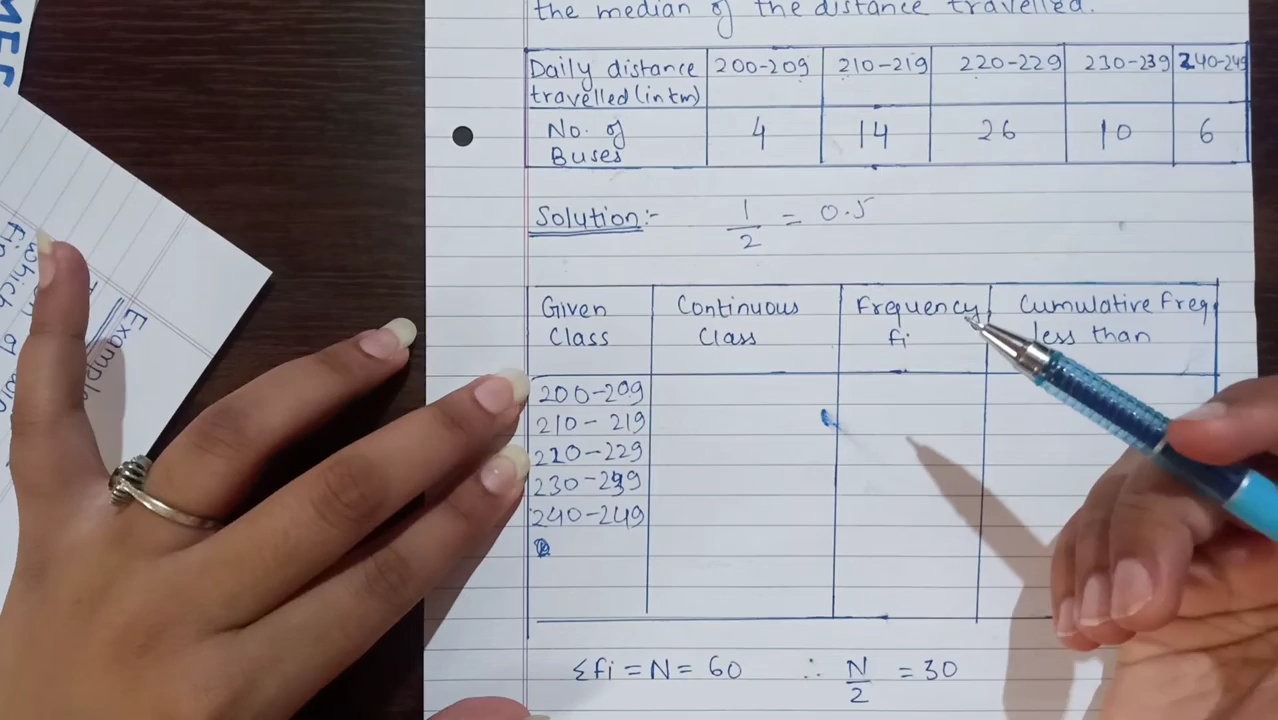 MES
Example
which
the median of the distance travelled.
Daily distance travelled (in km) 200-209 210-219 220-229 230-239 240-249
No. of Buses 4 14 26 10 6
Solution:- 1/2 = 0.5
Given Class Continuous Class Frequency fi Cumulative Freq less than
200-209
210-219
220-229
230-239
240-249
Σfi = N = 60 ∴ N/2 = 30